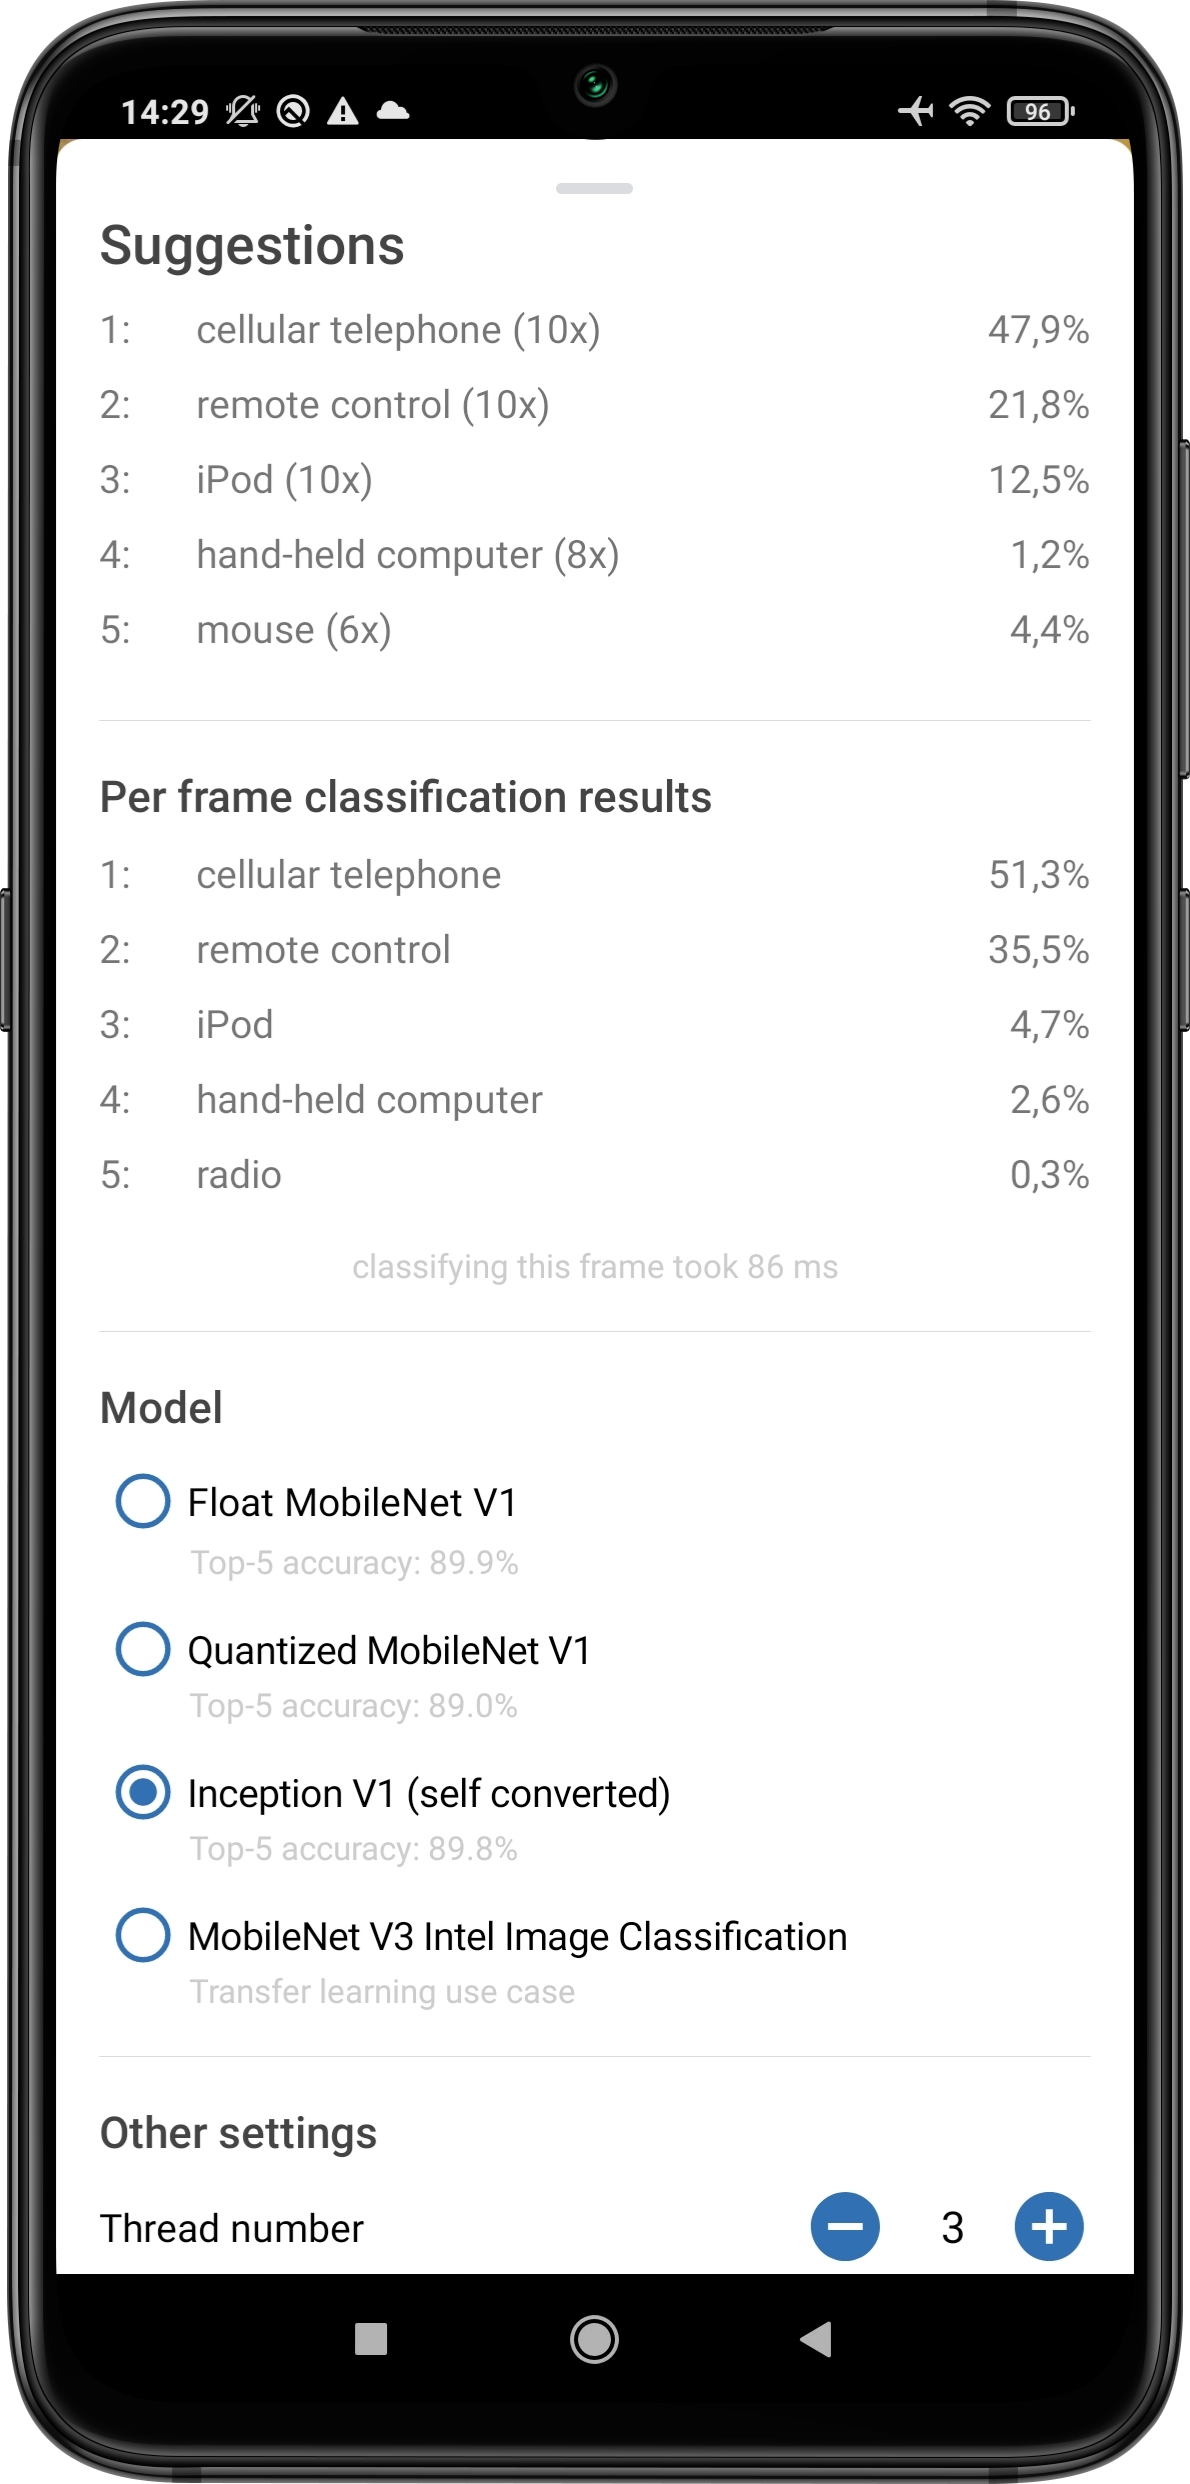 14:29 96
Suggestions
1: cellular telephone (10x) 47,9%
2: remote control (10x) 21,8%
3: iPod (10x) 12,5%
4: hand-held computer (8x) 1,2%
5: mouse (6x) 4,4%
Per frame classification results
1: cellular telephone 51,3%
2: remote control 35,5%
3: iPod 4,7%
4: hand-held computer 2,6%
5: radio 0,3%
classifying this frame took 86 ms
Model
Float MobileNet V1
Top-5 accuracy: 89.9%
Quantized MobileNet V1
Top-5 accuracy: 89.0%
Inception V1 (self converted)
Top-5 accuracy: 89.8%
MobileNet V3 Intel Image Classification
Transfer learning use case
Other settings
Thread number 3